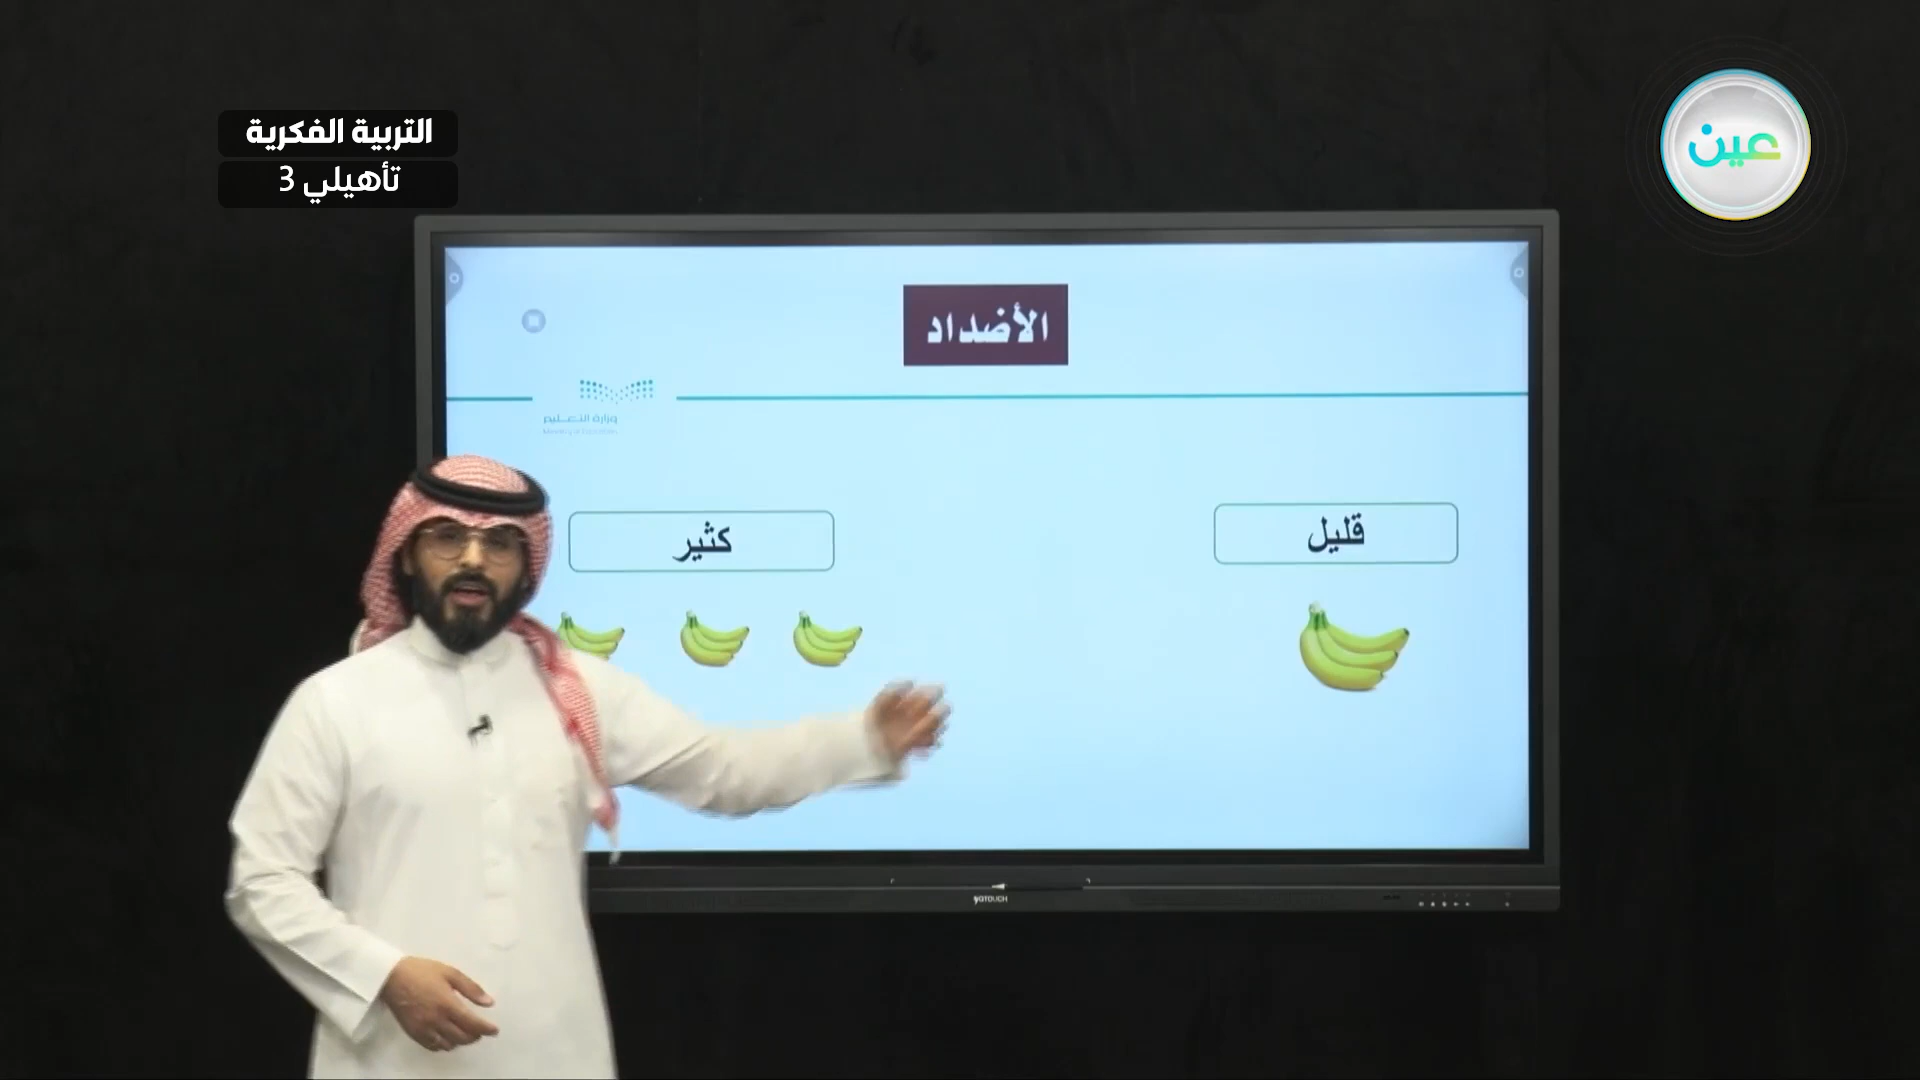 التربية الفكرية
تأهيلي 3
عين
الأضداد
وزارة التعليم
قليل
كثير